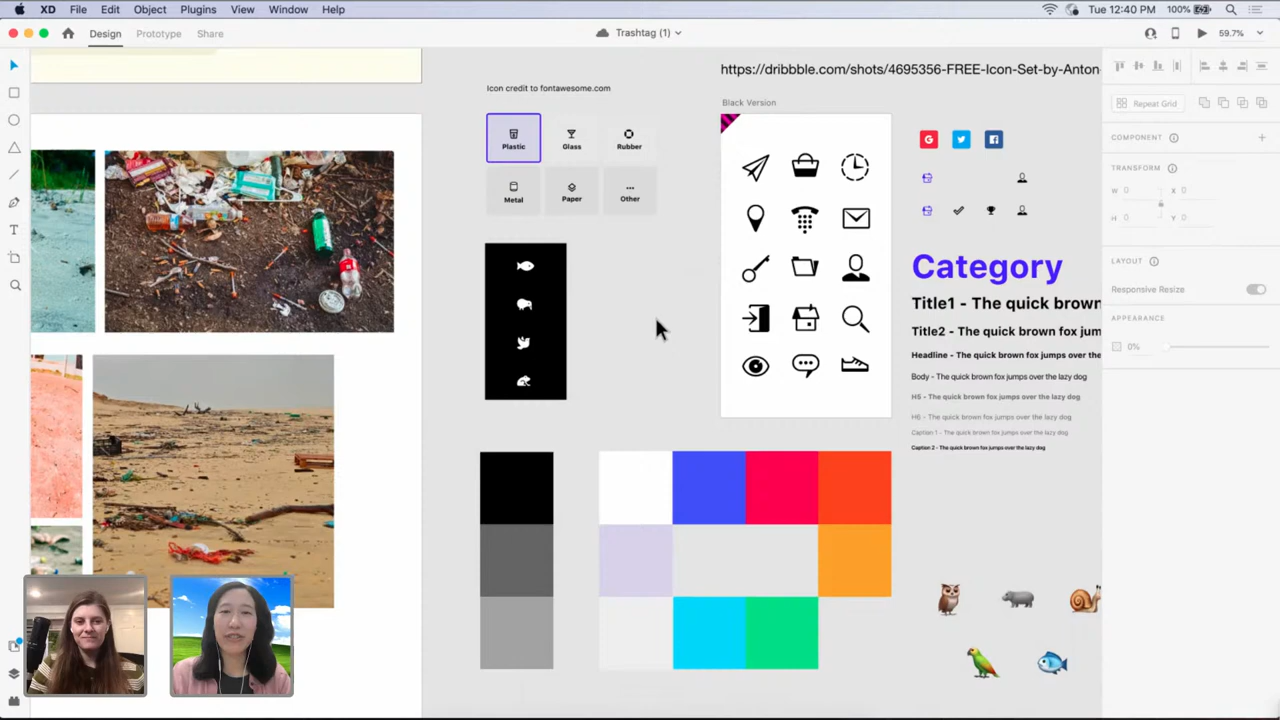 XD File Edit Object Plugins View Window Help
Tue 12:40 PM 100%
Design Prototype Share
Trashtag (1)
59.7%
https://dribbble.com/shots/4695356-FREE-Icon-Set-by-Anton-
Icon credit to fontawesome.com
Black Version
Plastic Glass Rubber
Metal Paper Other
G f
Category
Title1 - The quick brown
Title2 - The quick brown fox jum
Headline - The quick brown fox jumps over the
Body - The quick brown fox jumps over the lazy dog
H5 - The quick brown fox jumps over the lazy dog
H6 - The quick brown fox jumps over the lazy dog
Caption 1 - The quick brown fox jumps over the lazy dog
Caption 2 - The quick brown fox jumps over the lazy dog
Repeat Grid
COMPONENT
TRANSFORM
W 0 X 0
H 0 Y 0
LAYOUT
Responsive Resize
APPEARANCE
0%